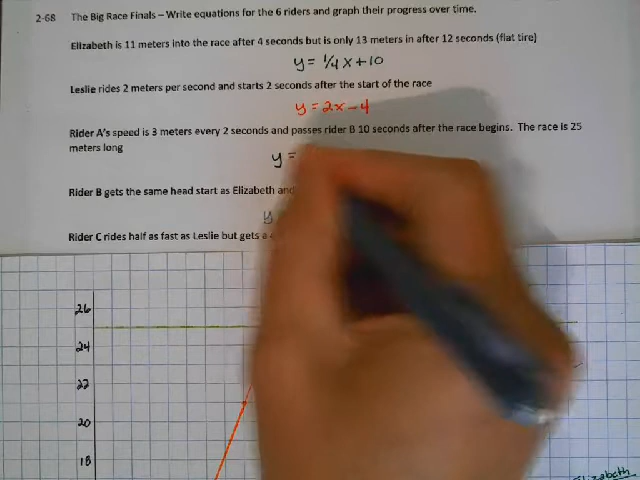 2-68 The Big Race Finals – Write equations for the 6 riders and graph their progress over time.
Elizabeth is 11 meters into the race after 4 seconds but is only 13 meters in after 12 seconds (flat tire)
y = 1/4 x + 10
Leslie rides 2 meters per second and starts 2 seconds after the start of the race
y = 2x - 4
Rider A's speed is 3 meters every 2 seconds and passes rider B 10 seconds after the race begins. The race is 25
meters long
y =
Rider B gets the same head start as Elizabeth and
y
Rider C rides half as fast as Leslie but gets a
26
24
22
20
18
Elizabeth